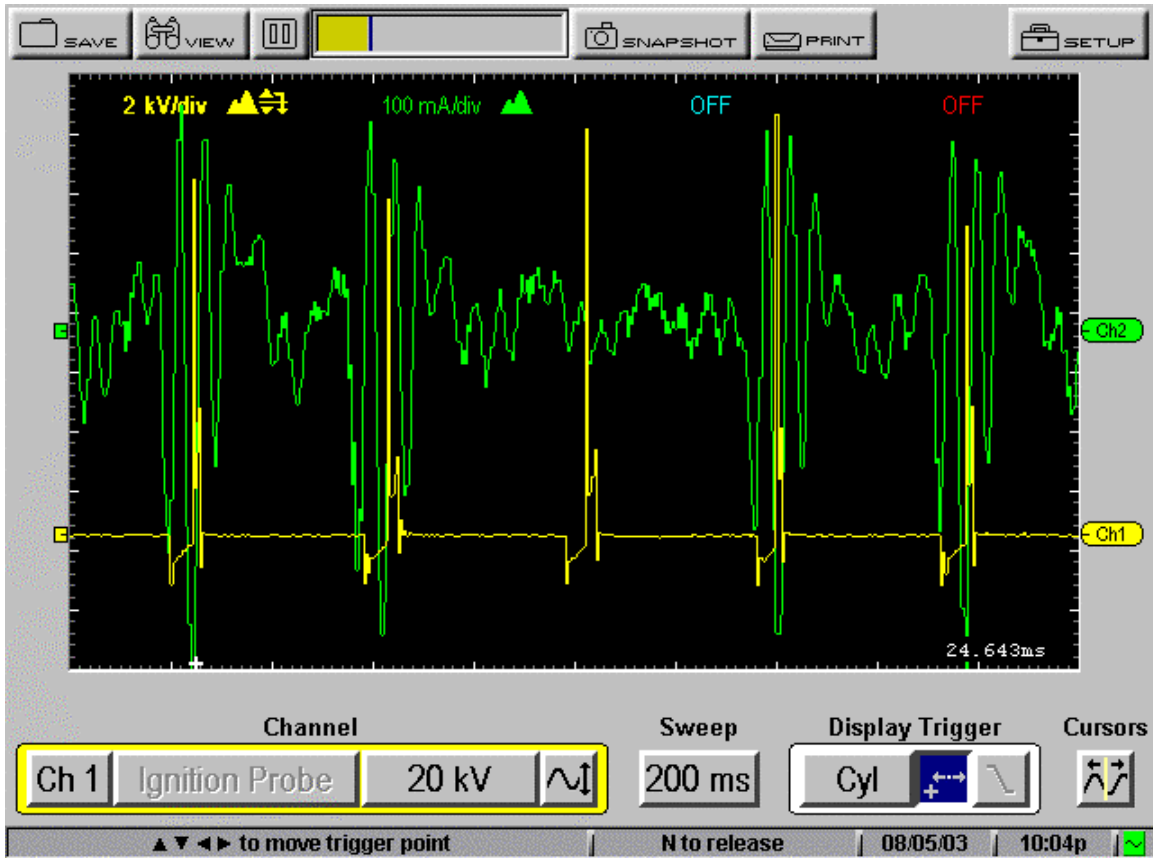 SAVE VIEW SNAPSHOT PRINT SETUP
2 kV/div 100 mA/div OFF OFF
Ch2
Ch1
24.643ms
Channel Sweep Display Trigger Cursors
Ch 1 Ignition Probe 20 kV 200 ms Cyl
▲ ▼ ◄ ► to move trigger point N to release 08/05/03 10:04p